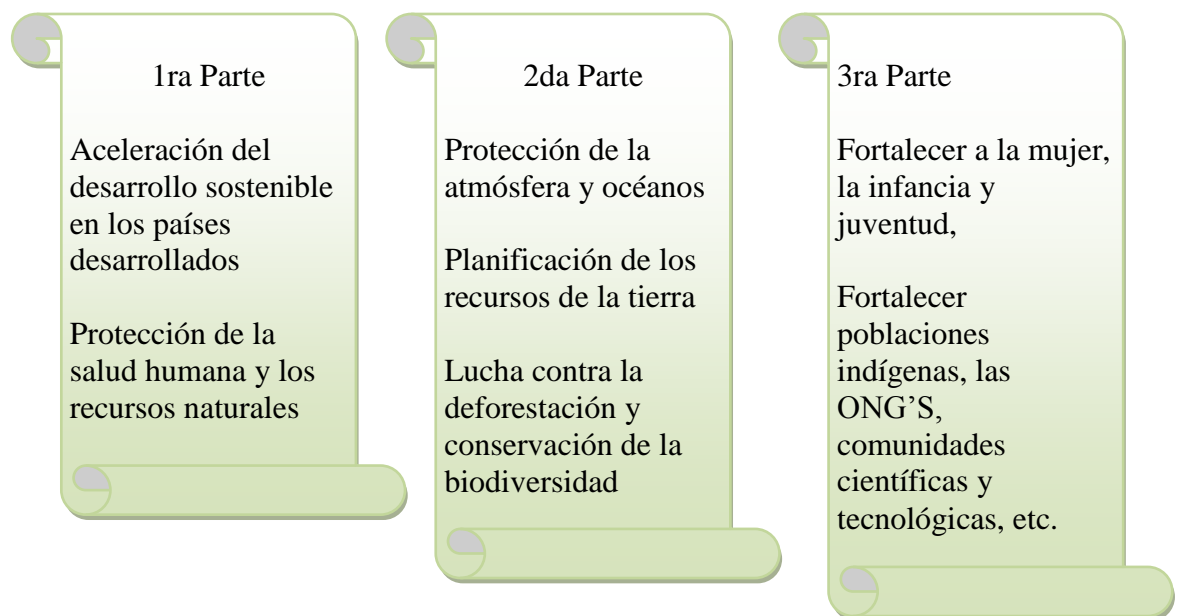 1ra Parte
Aceleración del
desarrollo sostenible
en los países
desarrollados
Protección de la
salud humana y los
recursos naturales
2da Parte
Protección de la
atmósfera y océanos
Planificación de los
recursos de la tierra
Lucha contra la
deforestación y
conservación de la
biodiversidad
3ra Parte
Fortalecer a la mujer,
la infancia y
juventud,
Fortalecer
poblaciones
indígenas, las
ONG’S,
comunidades
científicas y
tecnológicas, etc.